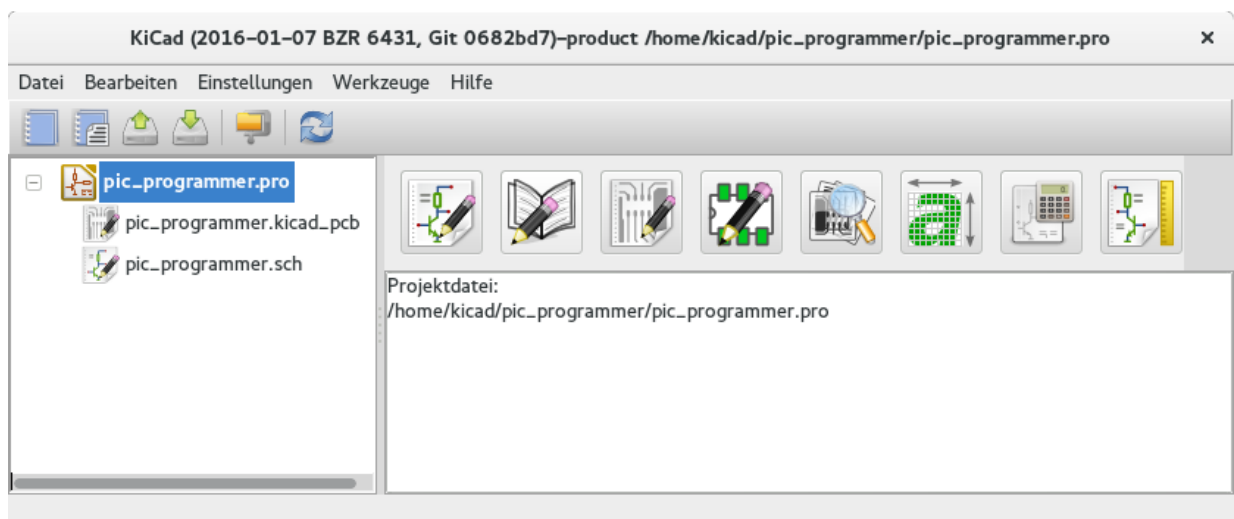 KiCad (2016-01-07 BZR 6431, Git 0682bd7)-product /home/kicad/pic_programmer/pic_programmer.pro
Datei Bearbeiten Einstellungen Werkzeuge Hilfe
pic_programmer.pro
pic_programmer.kicad_pcb
pic_programmer.sch
Projektdatei:
/home/kicad/pic_programmer/pic_programmer.pro